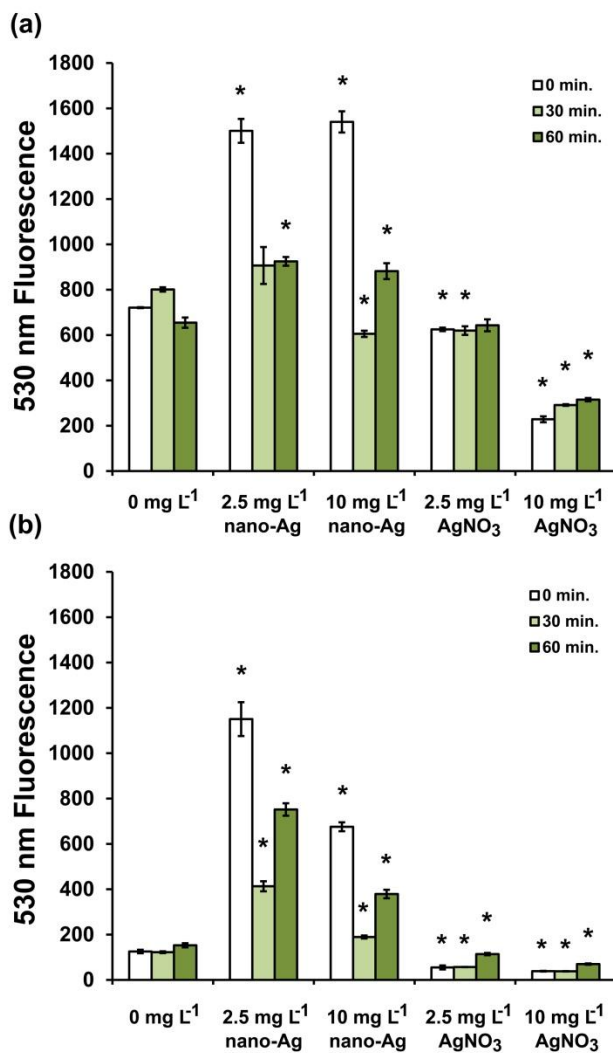 (a)
530 nm Fluorescence
1800
1600
1400
1200
1000
800
600
400
200
0
* * * * * * * * * *
0 min.
30 min.
60 min.
0 mg L⁻¹ 2.5 mg L⁻¹ 10 mg L⁻¹ 2.5 mg L⁻¹ 10 mg L⁻¹
nano-Ag nano-Ag AgNO₃ AgNO₃
(b)
530 nm Fluorescence
1800
1600
1400
1200
1000
800
600
400
200
0
* * * * * * * * * * * *
0 min.
30 min.
60 min.
0 mg L⁻¹ 2.5 mg L⁻¹ 10 mg L⁻¹ 2.5 mg L⁻¹ 10 mg L⁻¹
nano-Ag nano-Ag AgNO₃ AgNO₃